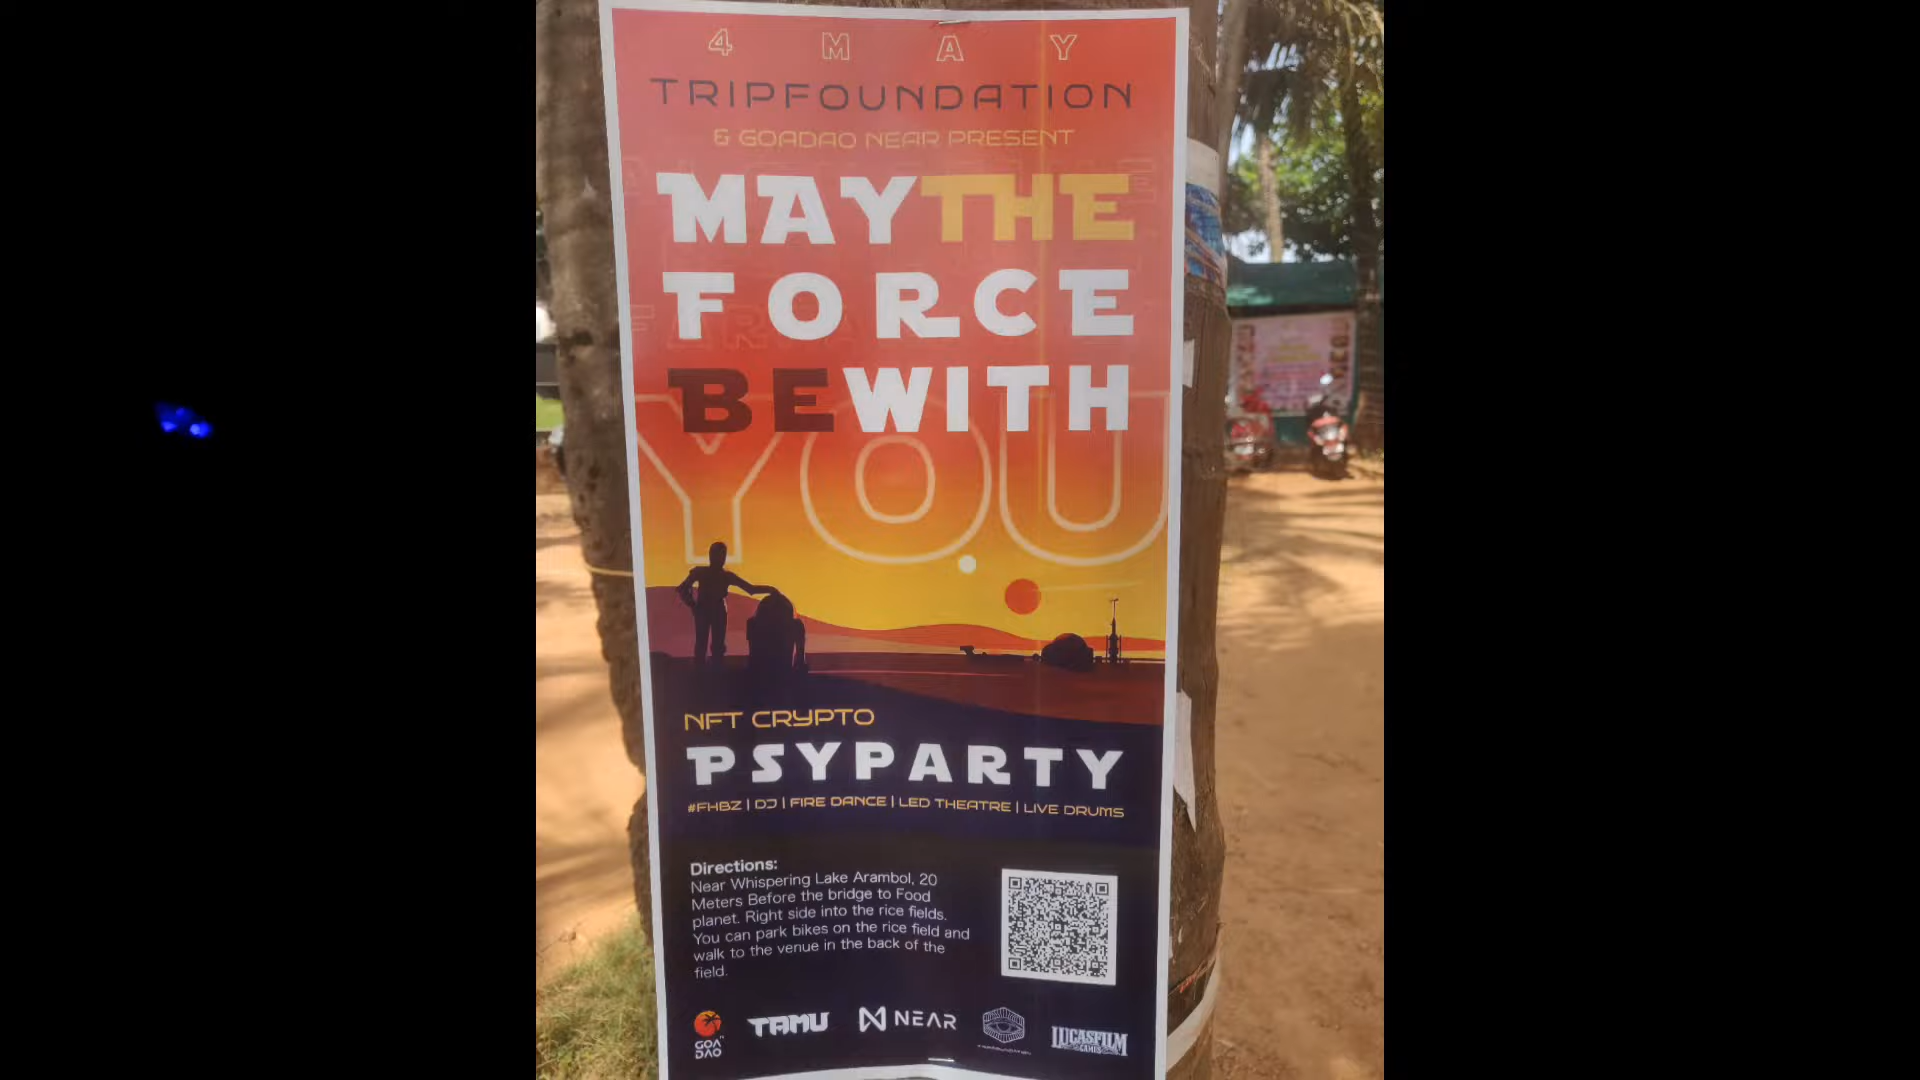 4 MAY
TRIPFOUNDATION
& GOADAO NEAR PRESENT
MAYTHE
FORCE
BEWITH
YOU
NFT CRYPTO
PSYPARTY
#FHBZ | DJ | FIRE DANCE | LED THEATRE | LIVE DRUMS
Directions:
Near Whispering Lake Arambol, 20
Meters Before the bridge to Food
planet. Right side into the rice fields.
You can park bikes on the rice field and
walk to the venue in the back of the
field.
GOA
DAO
TAMU
NEAR
LUCASFILM
GAMES